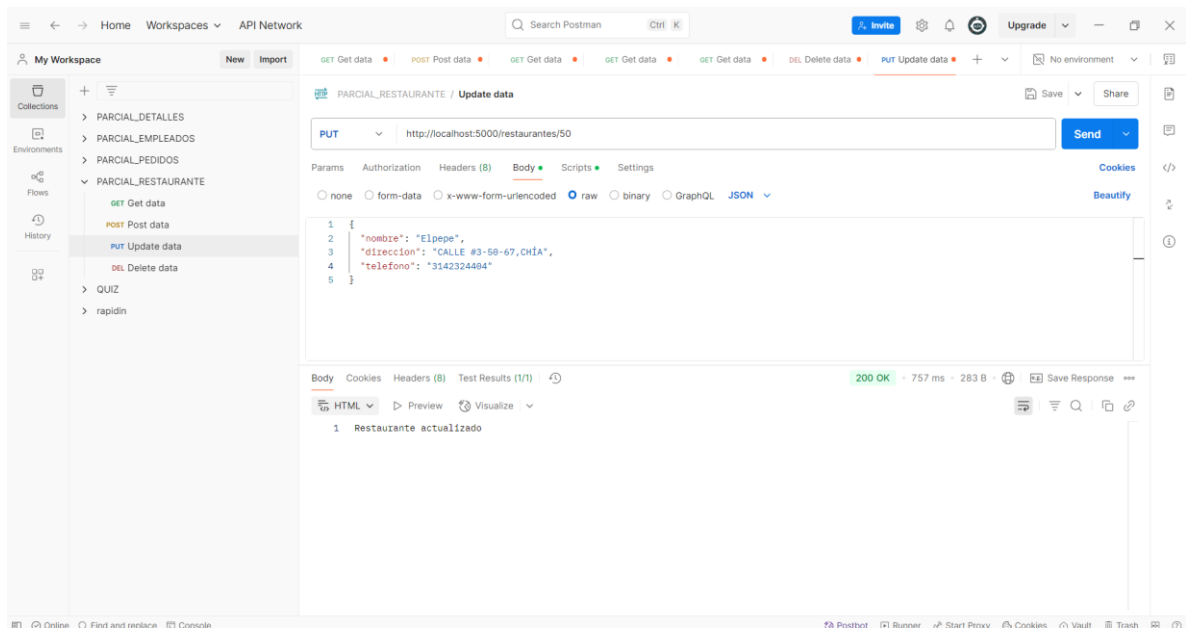 Home Workspaces API Network Search Postman Ctrl K Invite Upgrade
My Workspace New Import GET Get data POST Post data GET Get data GET Get data GET Get data DEL Delete data PUT Update data No environment
Collections
Environments
Flows
History
PARCIAL_DETALLES
PARCIAL_EMPLEADOS
PARCIAL_PEDIDOS
PARCIAL_RESTAURANTE
GET Get data
POST Post data
PUT Update data
DEL Delete data
QUIZ
rapidin
HTTP PARCIAL_RESTAURANTE / Update data Save Share
PUT http://localhost:5000/restaurantes/50 Send
Params Authorization Headers (8) Body Scripts Settings Cookies
none form-data x-www-form-urlencoded raw binary GraphQL JSON Beautify
1 {
2 "nombre": "Elpepe",
3 "direccion": "CALLE #3-50-67,CHÍA",
4 "telefono": "3142324404"
5 }
Body Cookies Headers (8) Test Results (1/1) 200 OK 757 ms 283 B Save Response
HTML Preview Visualize
1 Restaurante actualizado
Online Find and replace Console Postbot Runner Start Proxy Cookies Vault Trash